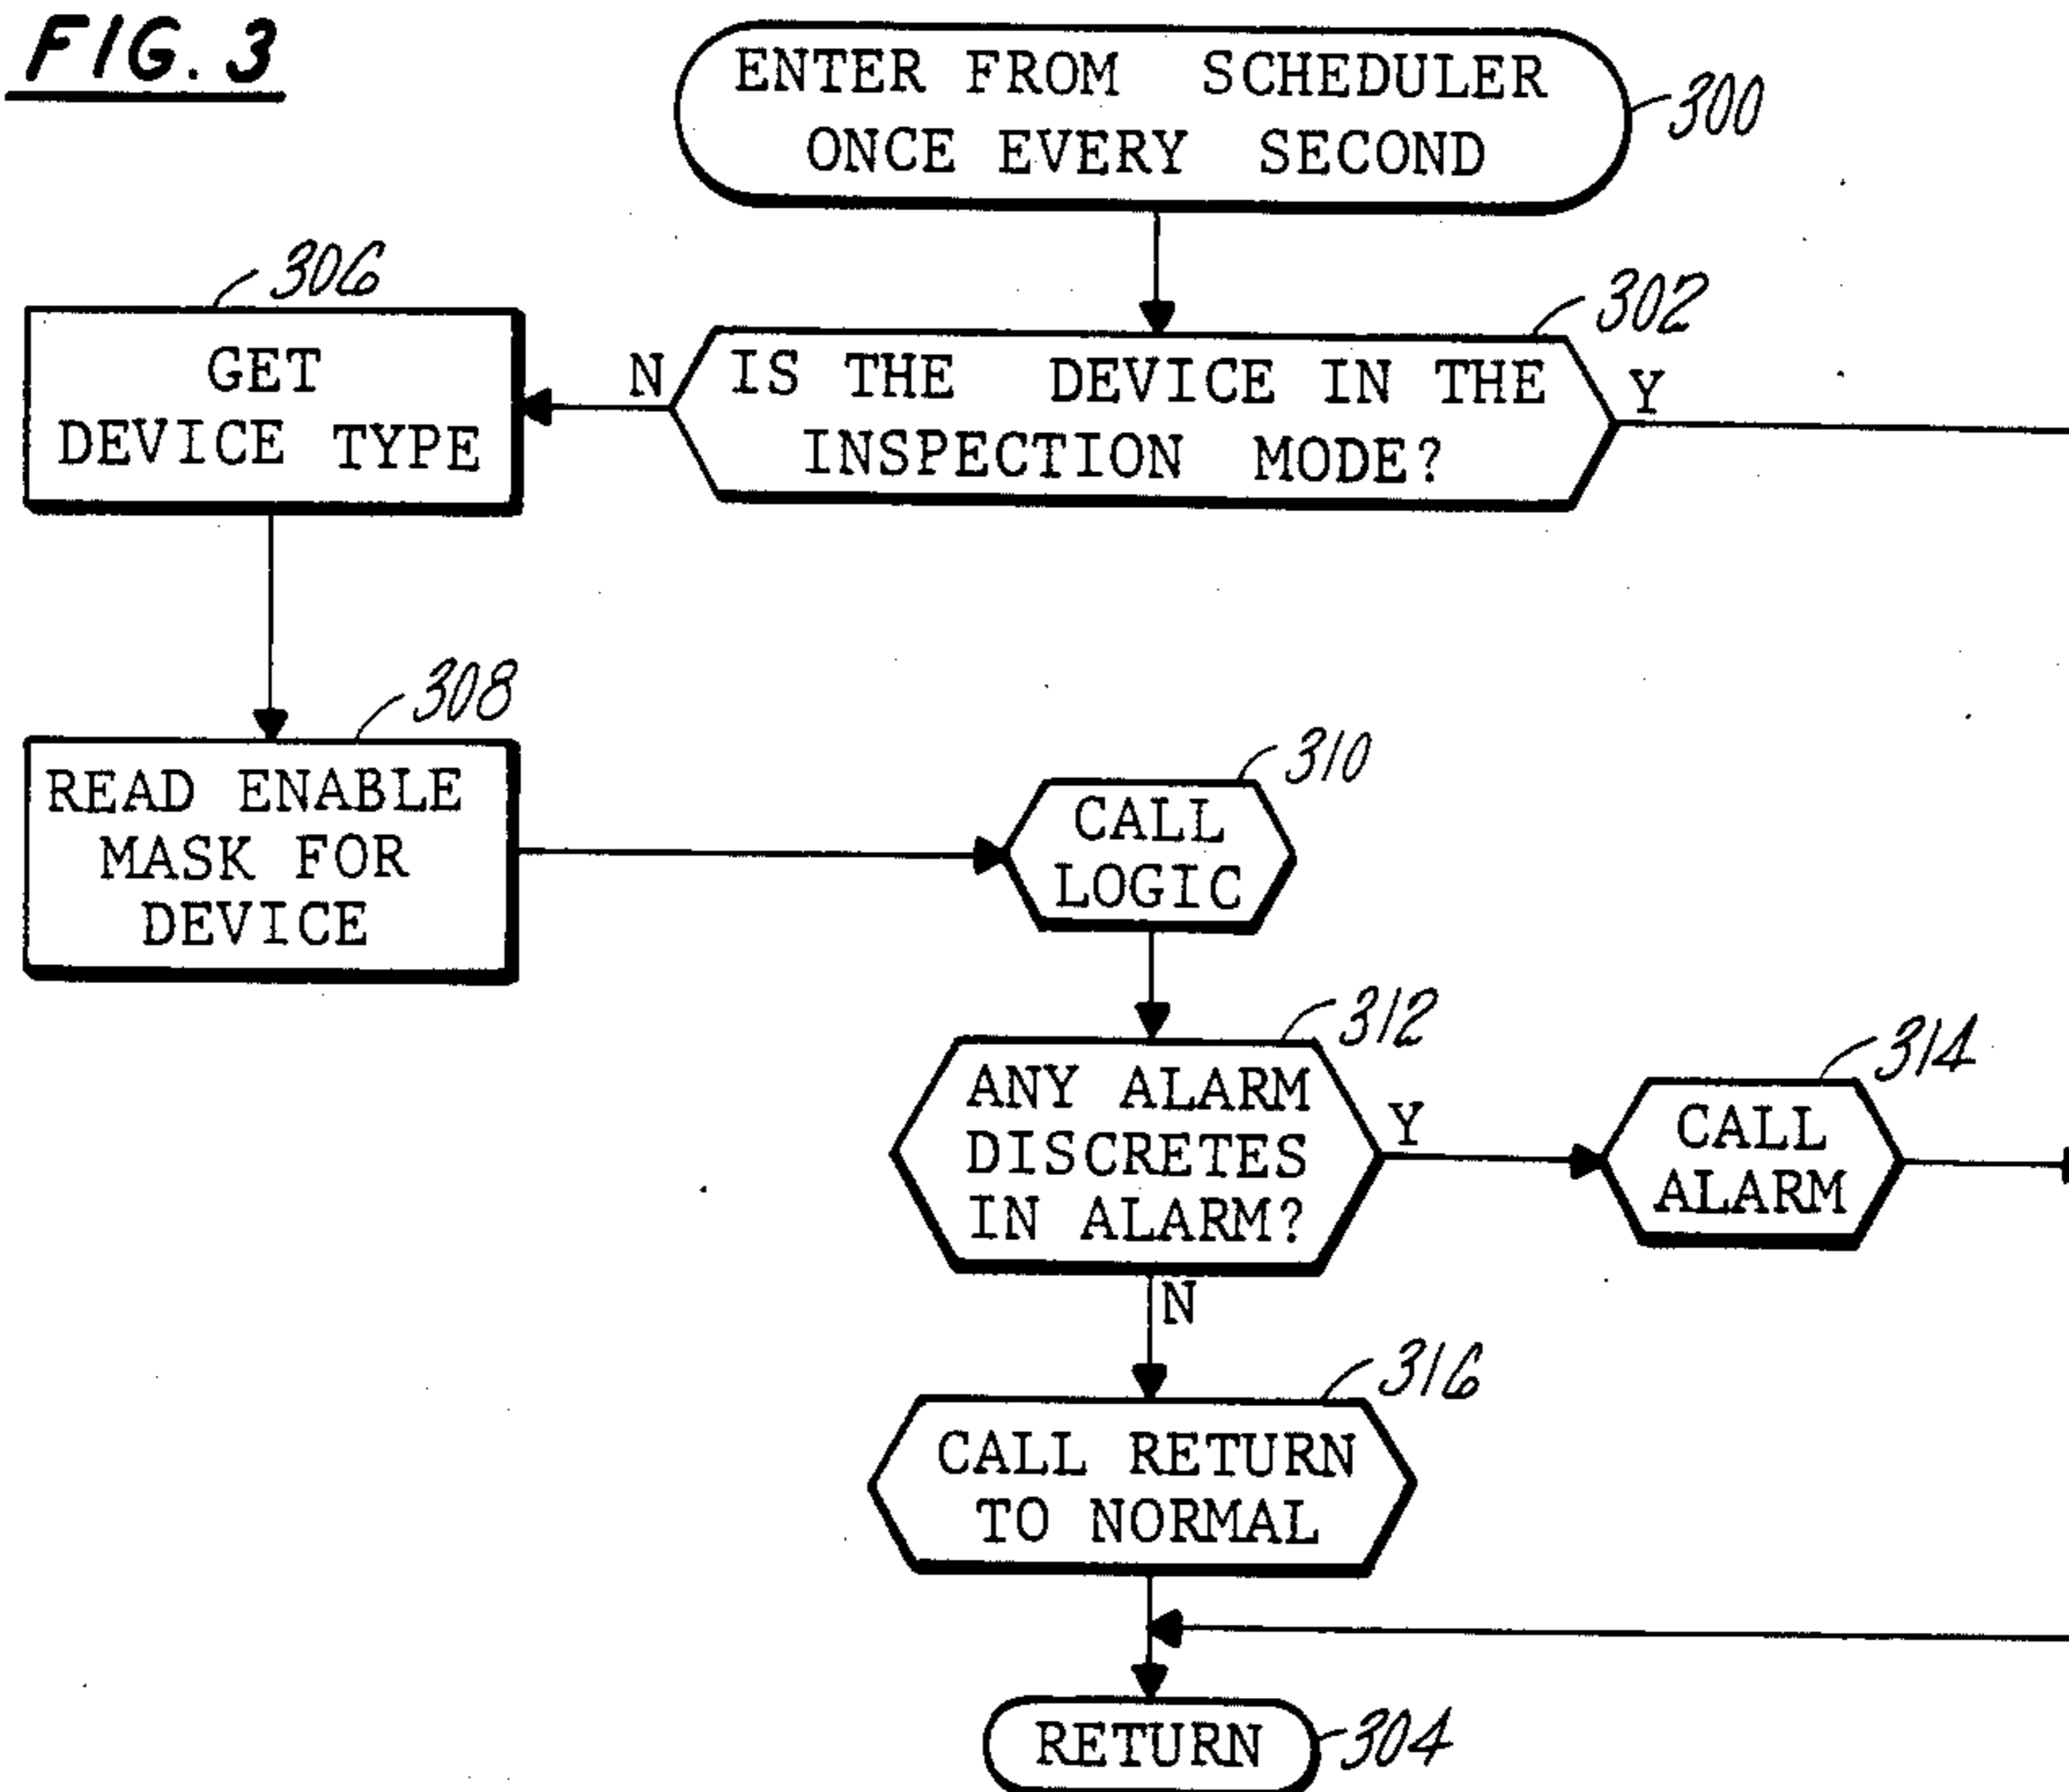 FIG. 3
ENTER FROM SCHEDULER
ONCE EVERY SECOND
300
306
302
GET
DEVICE TYPE
N
IS THE DEVICE IN THE
INSPECTION MODE?
Y
308
READ ENABLE
MASK FOR
DEVICE
310
CALL
LOGIC
312
ANY ALARM
DISCRETES
IN ALARM?
Y
314
CALL
ALARM
N
316
CALL RETURN
TO NORMAL
RETURN
304